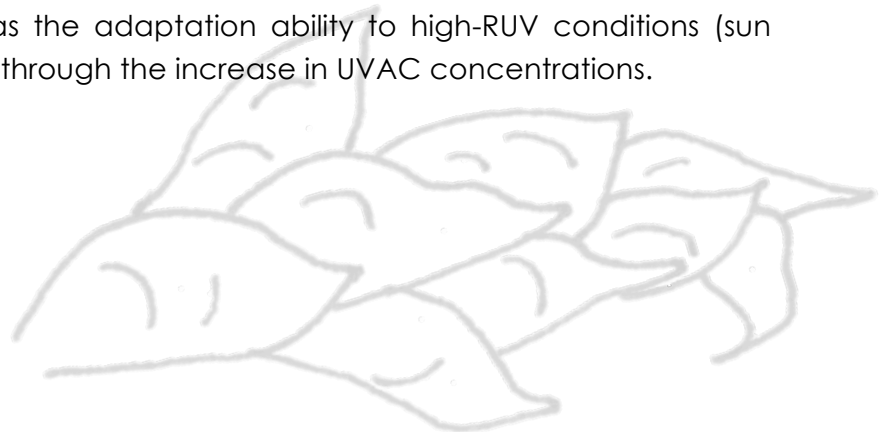 as the adaptation ability to high-RUV conditions (sun
through the increase in UVAC concentrations.